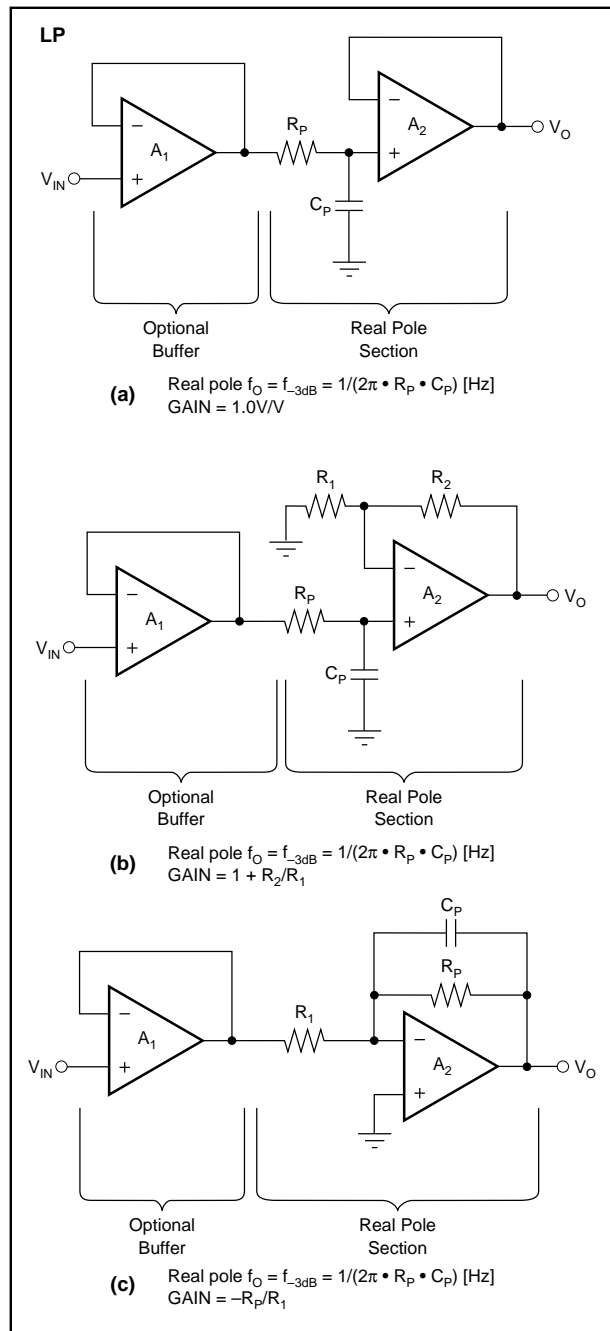 LP
A1
A2
RP
CP
VIN
VO
− + − +
Optional
Buffer
Real Pole
Section
(a) Real pole fO = f–3dB = 1/(2π • RP • CP) [Hz]
GAIN = 1.0V/V
R1
R2
A1
A2
RP
CP
VIN
VO
− + − +
Optional
Buffer
Real Pole
Section
(b) Real pole fO = f–3dB = 1/(2π • RP • CP) [Hz]
GAIN = 1 + R2/R1
CP
RP
R1
A1
A2
VIN
VO
− + − +
Optional
Buffer
Real Pole
Section
(c) Real pole fO = f–3dB = 1/(2π • RP • CP) [Hz]
GAIN = –RP/R1